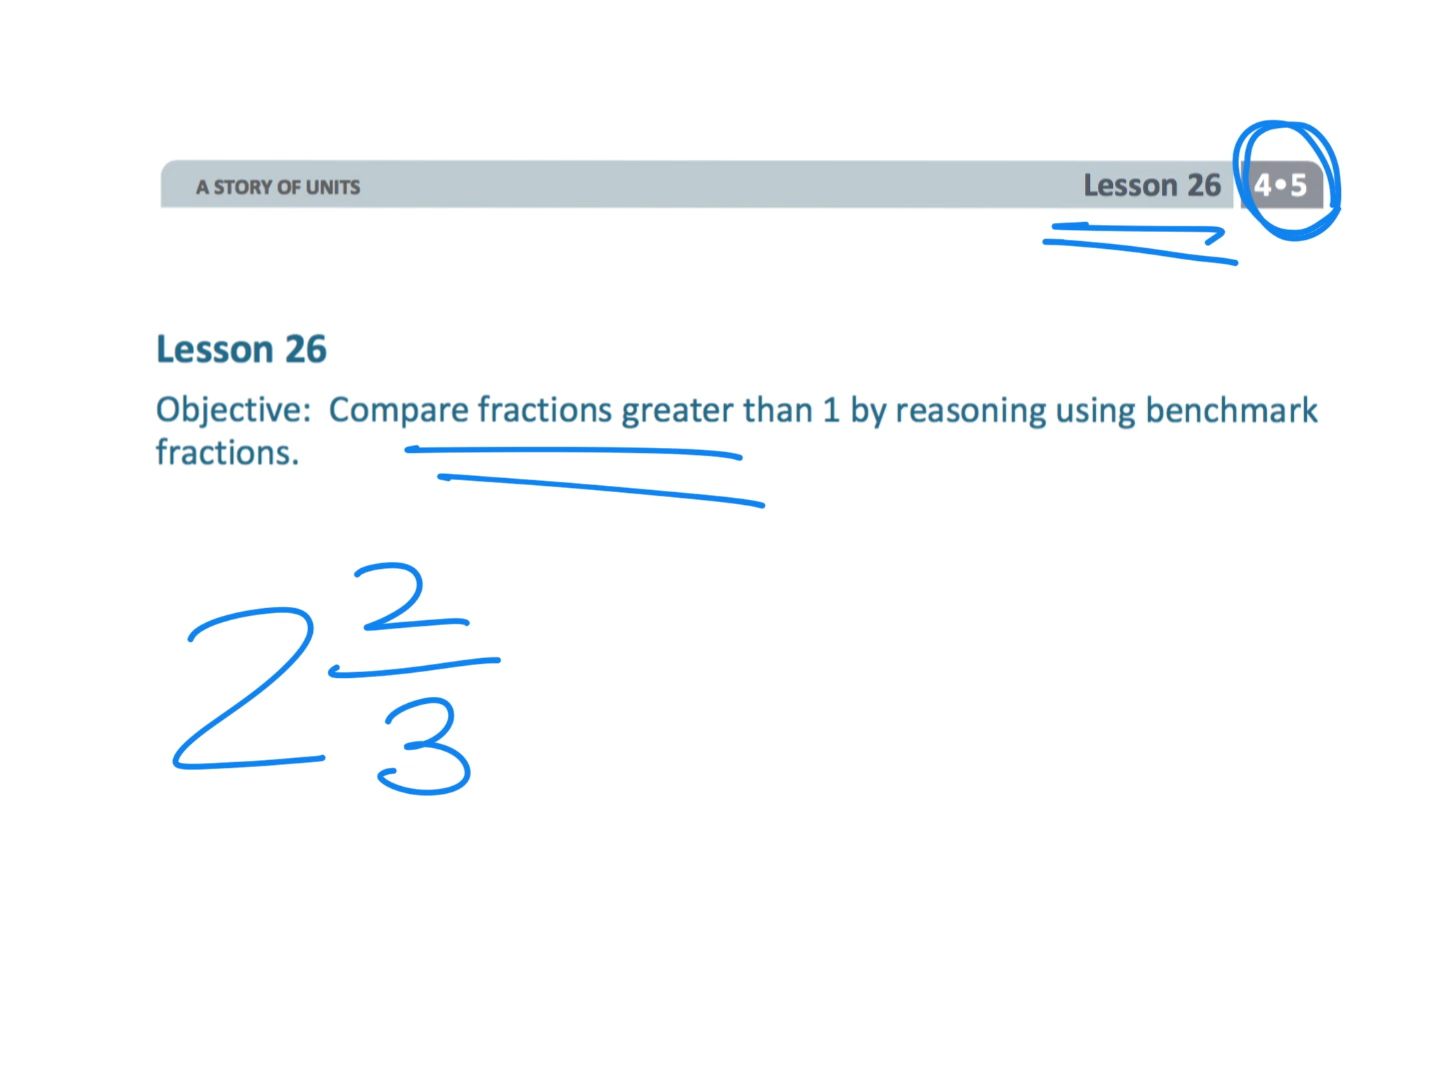 A STORY OF UNITS Lesson 26 4•5
Lesson 26
Objective: Compare fractions greater than 1 by reasoning using benchmark
fractions.
2 2/3